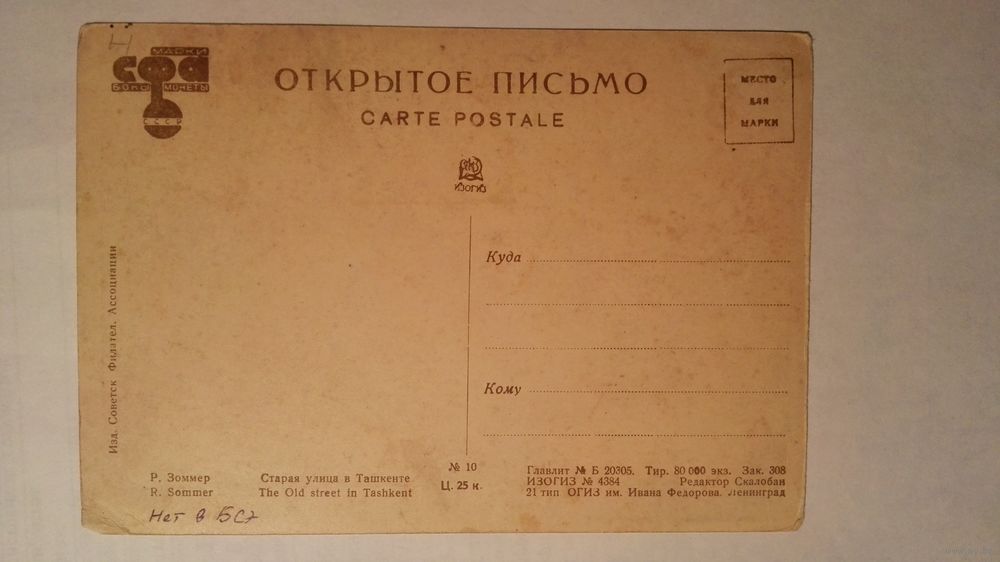 Н
МАРКИ
СФА
БОНЫ МОНЕТЫ
СССР
ОТКРЫТОЕ ПИСЬМО
CARTE POSTALE
МЕСТО
ДЛЯ
МАРКИ
ИЗОГИЗ
Изд. Советск Филател. Ассоциации
Куда
Кому
Р. Зоммер
R. Sommer
Старая улица в Ташкенте
The Old street in Tashkent
№ 10
Ц. 25 к.
Главлит № Б 20305. Тир. 80 000 экз. Зак. 308
ИЗОГИЗ № 4384 Редактор Скалобан
21 тип ОГИЗ им. Ивана Федорова. Ленинград
Нет в БСЭ